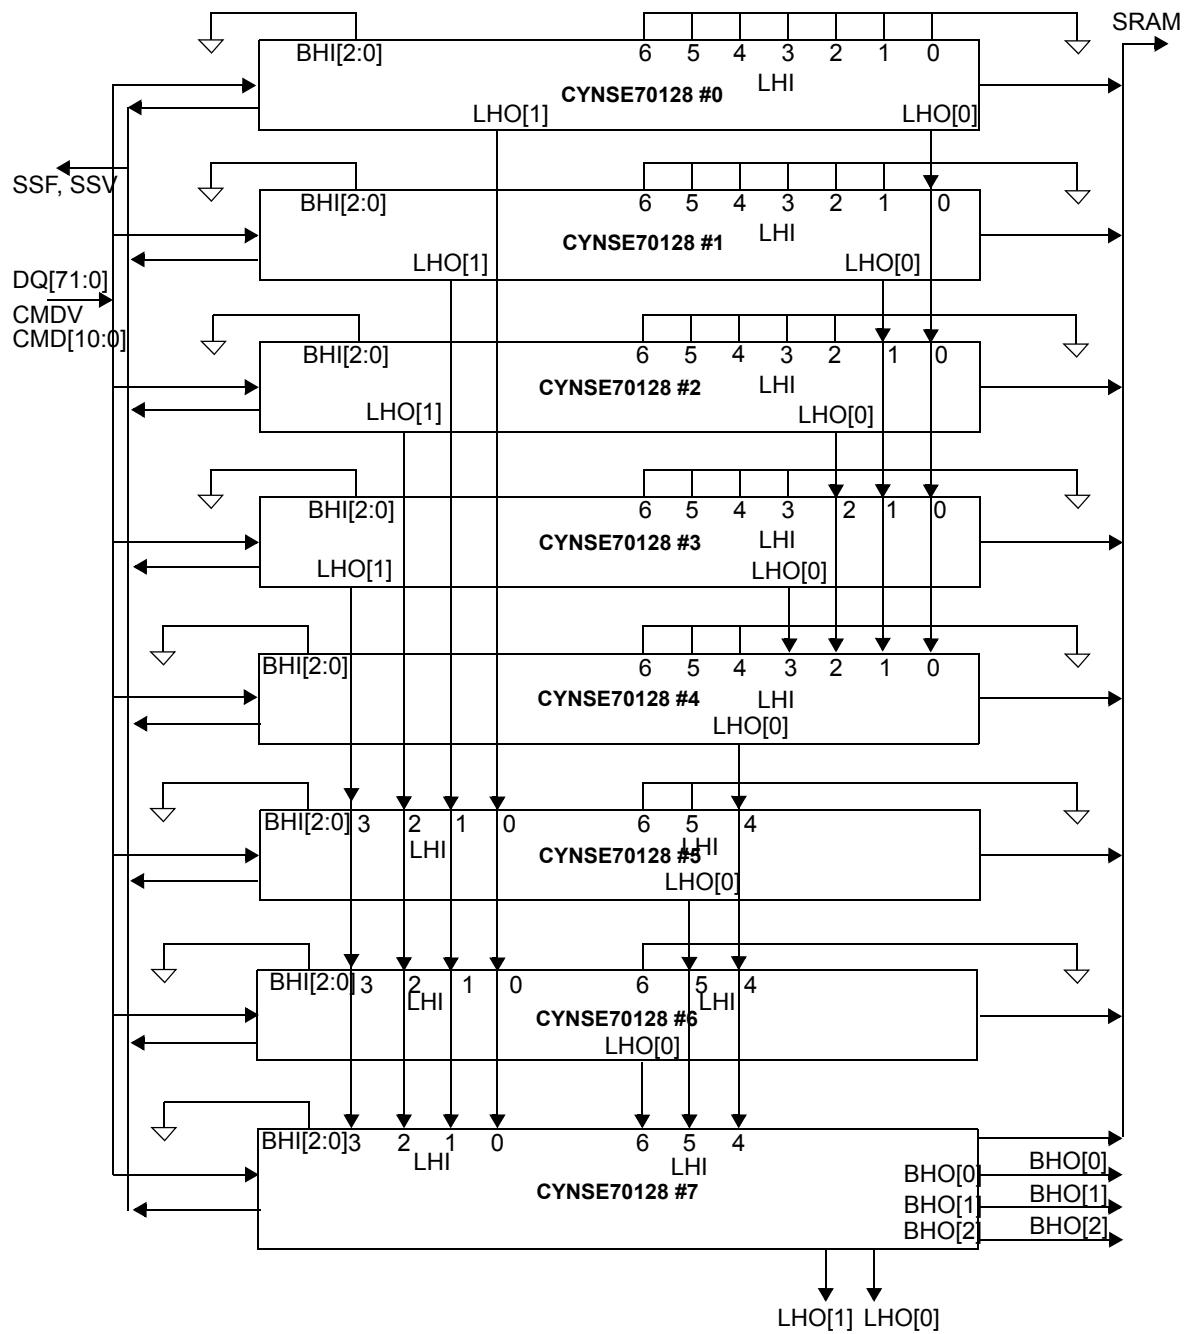 SRAM
BHI[2:0] 6 5 4 3 2 1 0
LHI
CYNSE70128 #0
LHO[1] LHO[0]
SSF, SSV
BHI[2:0] 6 5 4 3 2 1 0
LHI
CYNSE70128 #1
LHO[1] LHO[0]
DQ[71:0]
CMDV
CMD[10:0]
BHI[2:0] 6 5 4 3 2 1 0
CYNSE70128 #2 LHI
LHO[1] LHO[0]
BHI[2:0] 6 5 4 3 2 1 0
CYNSE70128 #3 LHI
LHO[1] LHO[0]
BHI[2:0] 6 5 4 3 2 1 0
CYNSE70128 #4 LHI
LHO[0]
BHI[2:0] 3 2 1 0 6 5 4
LHI CYNSE70128 #5 LHI
LHO[0]
BHI[2:0] 3 2 1 0 6 5 4
LHI LHI
CYNSE70128 #6
LHO[0]
BHI[2:0] 3 2 1 0 6 5 4
LHI LHI
CYNSE70128 #7
BHO[0] BHO[0]
BHO[1] BHO[1]
BHO[2] BHO[2]
LHO[1] LHO[0]